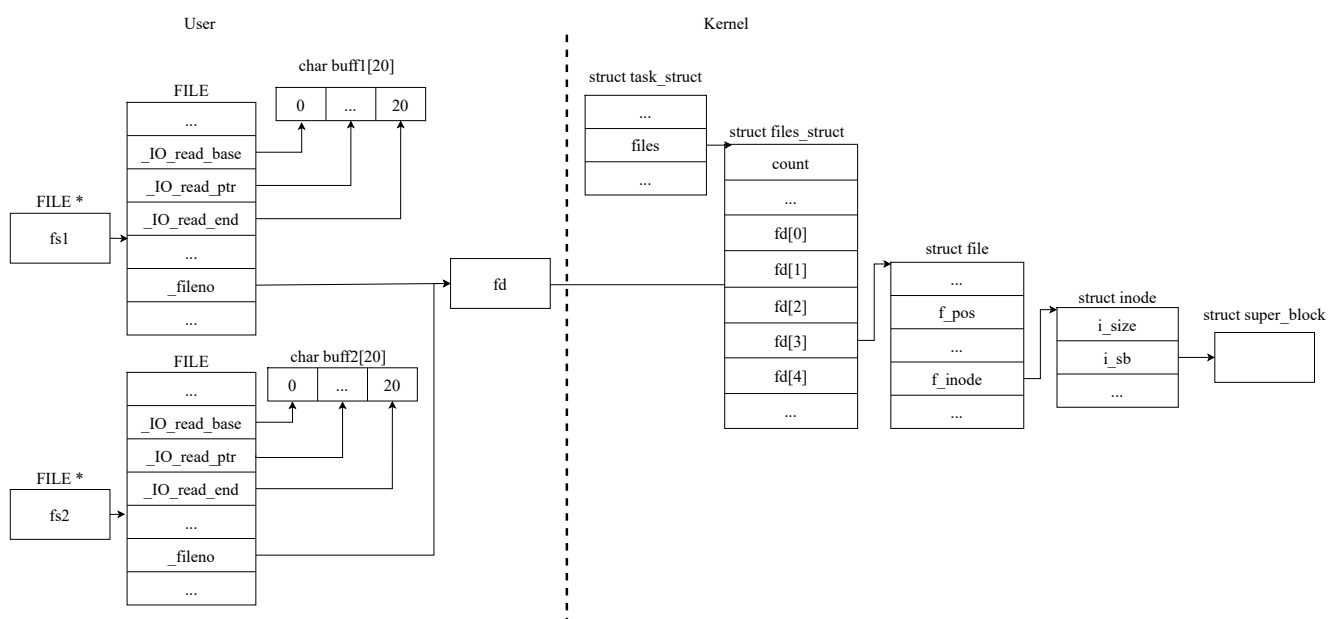 User
Kernel
char buff1[20]
0 ... 20
FILE
...
_IO_read_base
_IO_read_ptr
_IO_read_end
...
_fileno
...
FILE *
fs1
char buff2[20]
0 ... 20
FILE
...
_IO_read_base
_IO_read_ptr
_IO_read_end
...
_fileno
...
FILE *
fs2
fd
struct task_struct
...
files
...
struct files_struct
count
...
fd[0]
fd[1]
fd[2]
fd[3]
fd[4]
...
struct file
...
f_pos
...
f_inode
...
struct inode
i_size
i_sb
...
struct super_block